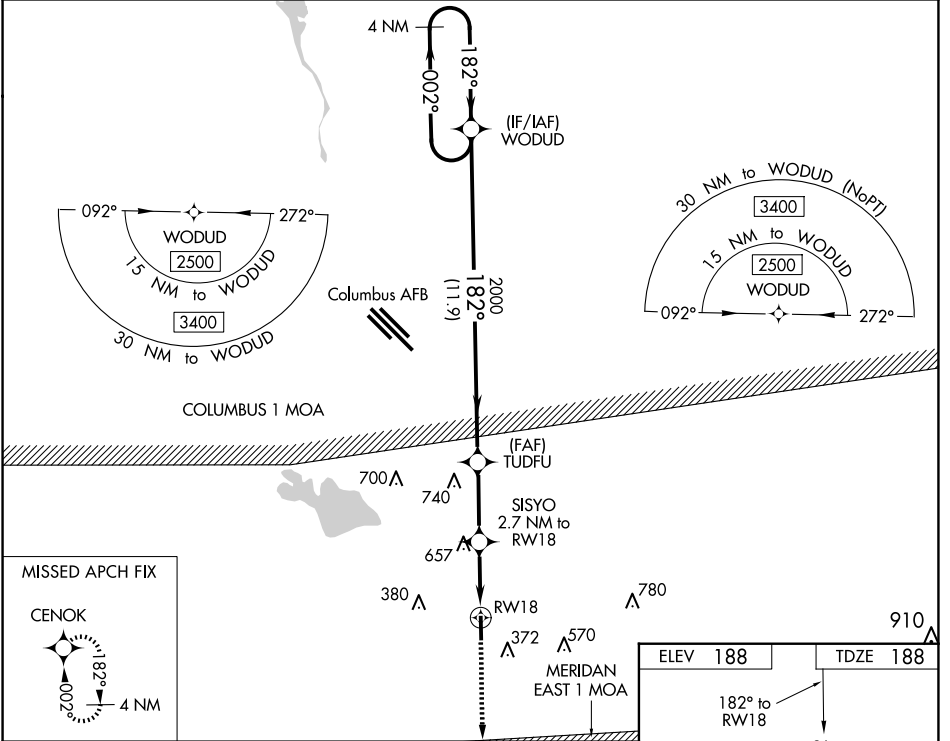 4 NM
182°
002°
(IF/IAF)
WODUD
092°
272°
WODUD
2500
15 NM to WODUD
3400
30 NM to WODUD
30 NM to WODUD (NoPT)
3400
15 NM to WODUD
2500
WODUD
092°
272°
Columbus AFB
2000
182°
(11.9)
COLUMBUS 1 MOA
(FAF)
TUDFU
700
740
SISYO
2.7 NM to
RW18
657
MISSED APCH FIX
CENOK
182°
002°
4 NM
380
RW18
780
372
570
910
MERIDAN
EAST 1 MOA
ELEV 188
TDZE 188
182° to
RW18